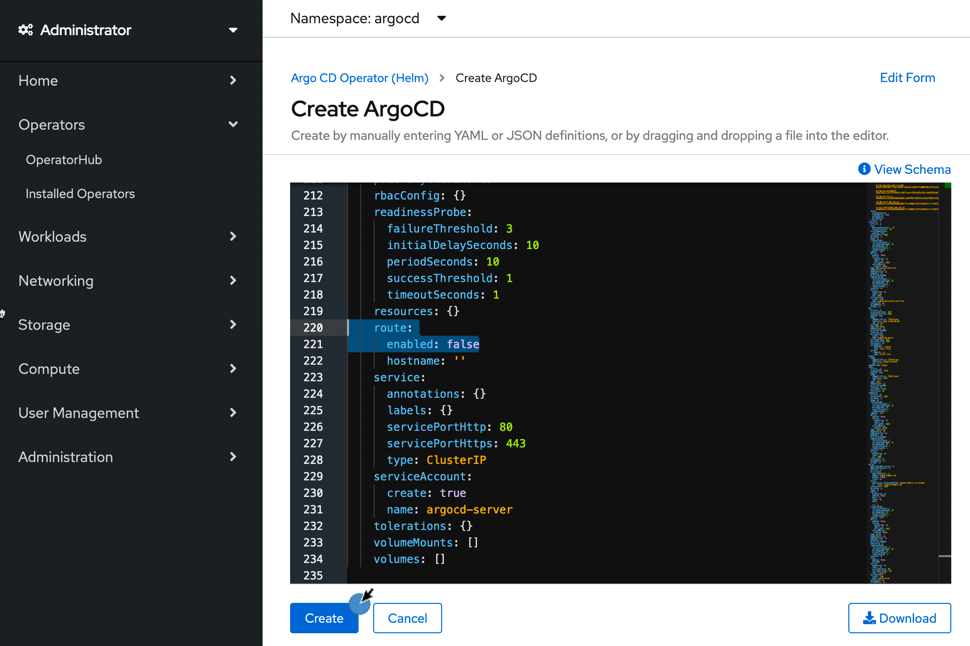 Administrator
Home
Operators
OperatorHub
Installed Operators
Workloads
Networking
Storage
Compute
User Management
Administration
Namespace: argocd
Argo CD Operator (Helm) > Create ArgoCD
Edit Form
Create ArgoCD
Create by manually entering YAML or JSON definitions, or by dragging and dropping a file into the editor.
View Schema
212 rbacConfig: {}
213 readinessProbe:
214 failureThreshold: 3
215 initialDelaySeconds: 10
216 periodSeconds: 10
217 successThreshold: 1
218 timeoutSeconds: 1
219 resources: {}
220 route:
221 enabled: false
222 hostname: ''
223 service:
224 annotations: {}
225 labels: {}
226 servicePortHttp: 80
227 servicePortHttps: 443
228 type: ClusterIP
229 serviceAccount:
230 create: true
231 name: argocd-server
232 tolerations: {}
233 volumeMounts: []
234 volumes: []
235
Create
Cancel
Download